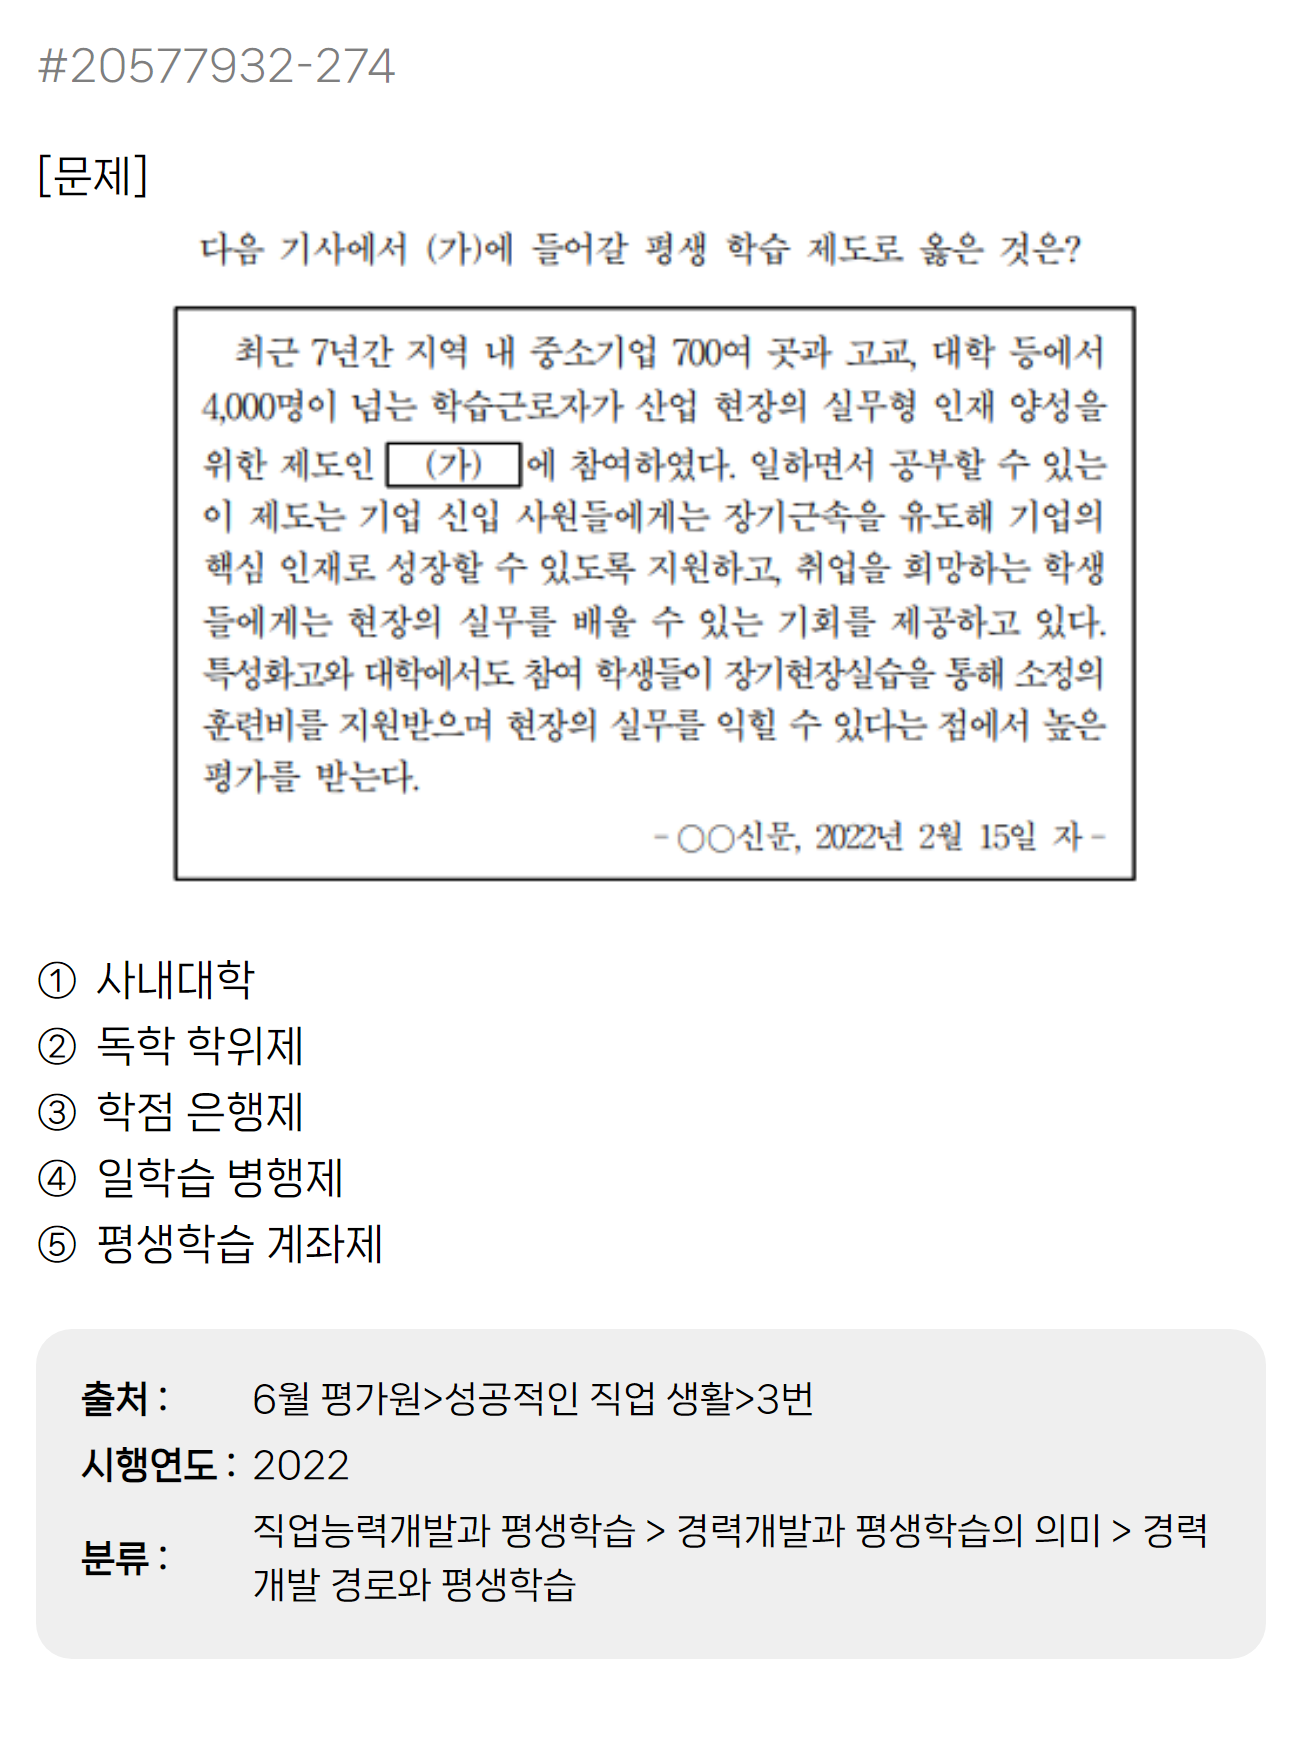 #20577932-274
[문제]
다음 기사에서 (가)에 들어갈 평생 학습 제도로 옳은 것은?
최근 7년간 지역 내 중소기업 700여 곳과 고교, 대학 등에서
4,000명이 넘는 학습근로자가 산업 현장의 실무형 인재 양성을
위한 제도인 (가) 에 참여하였다. 일하면서 공부할 수 있는
이 제도는 기업 신입 사원들에게는 장기근속을 유도해 기업의
핵심 인재로 성장할 수 있도록 지원하고, 취업을 희망하는 학생
들에게는 현장의 실무를 배울 수 있는 기회를 제공하고 있다.
특성화고와 대학에서도 참여 학생들이 장기현장실습을 통해 소정의
훈련비를 지원받으며 현장의 실무를 익힐 수 있다는 점에서 높은
평가를 받는다.
- ○○신문, 2022년 2월 15일 자 -
① 사내대학
② 독학 학위제
③ 학점 은행제
④ 일학습 병행제
⑤ 평생학습 계좌제
출처 : 6월 평가원>성공적인 직업 생활>3번
시행연도 : 2022
분류 : 직업능력개발과 평생학습 > 경력개발과 평생학습의 의미 > 경력
개발 경로와 평생학습